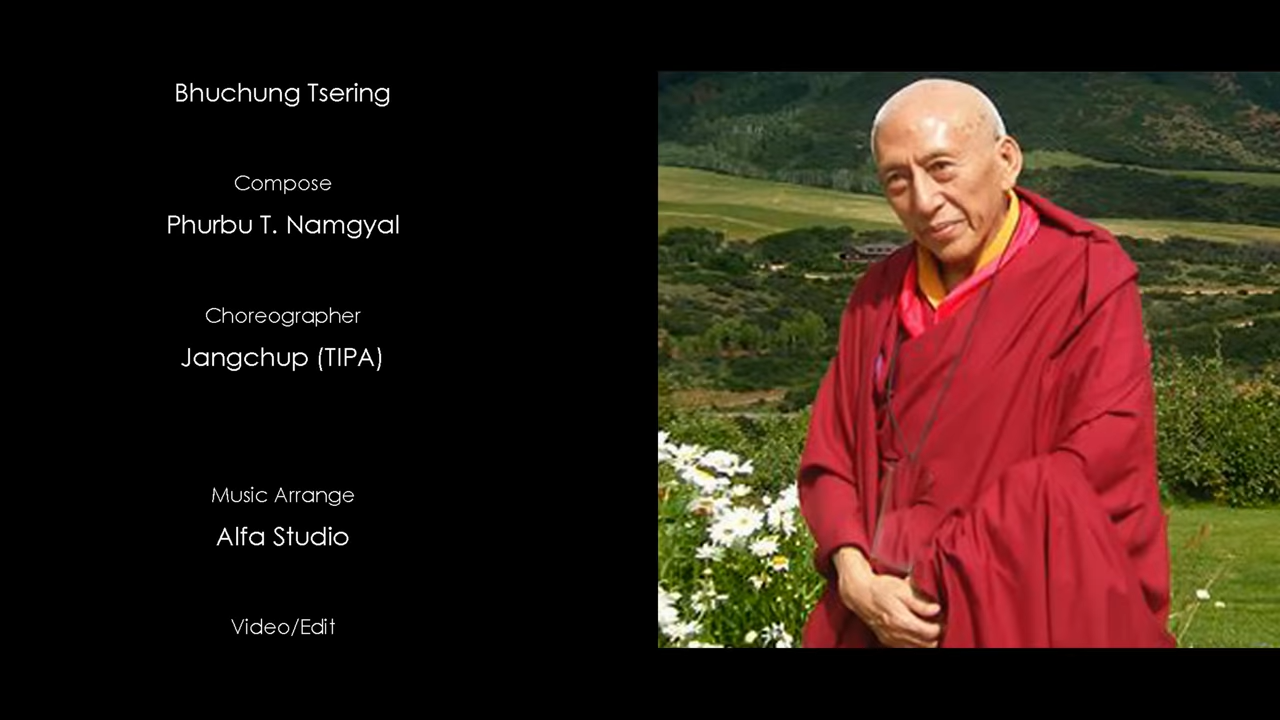 Bhuchung Tsering
Compose
Phurbu T. Namgyal
Choreographer
Jangchup (TIPA)
Music Arrange
Alfa Studio
Video/Edit